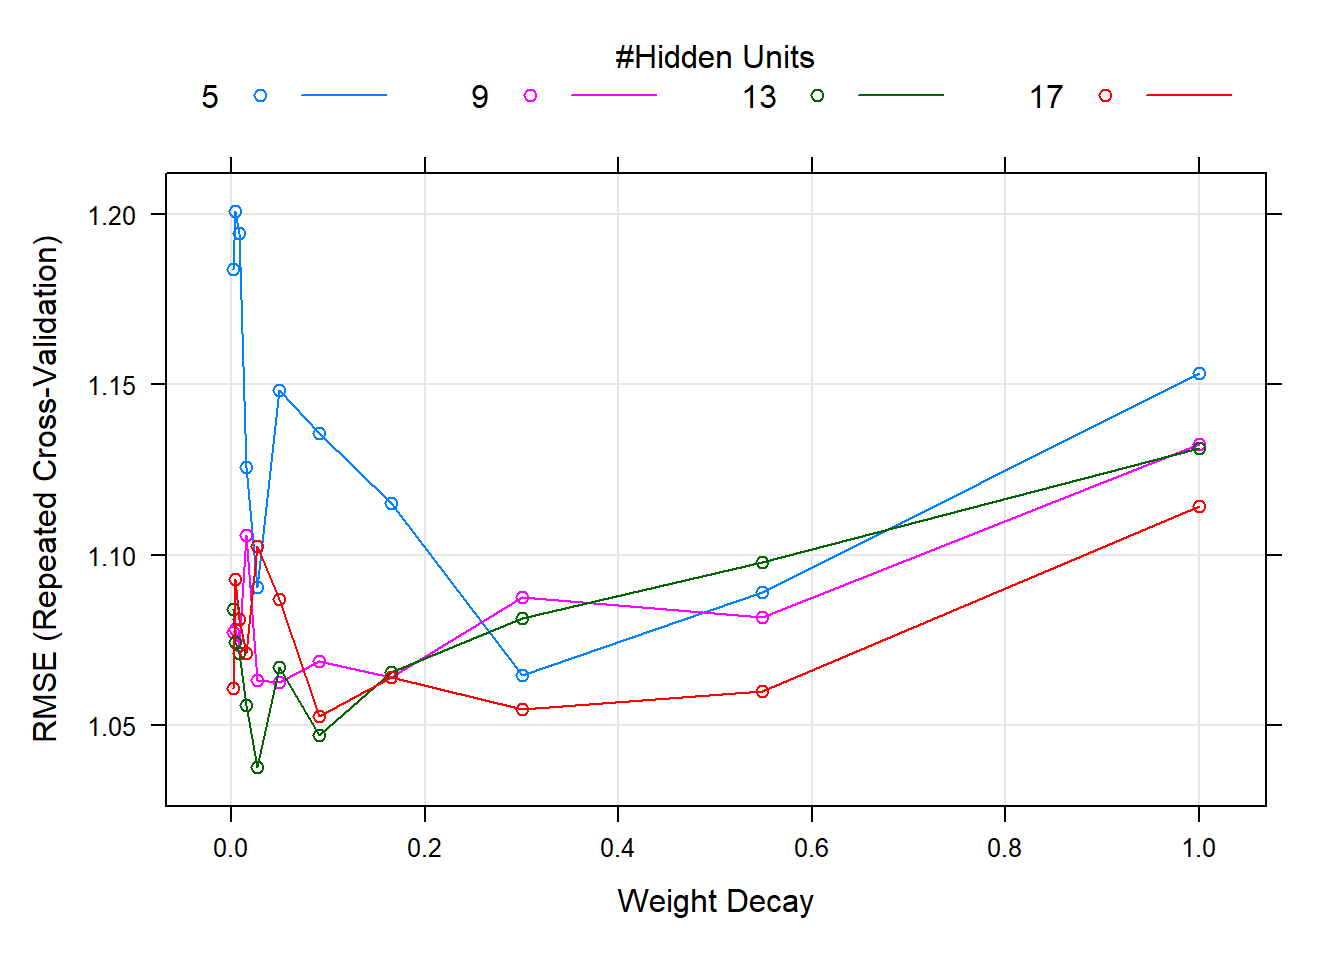 #Hidden Units
5 9 13 17
1.20
1.15
1.10
1.05
RMSE (Repeated Cross-Validation)
0.0 0.2 0.4 0.6 0.8 1.0
Weight Decay